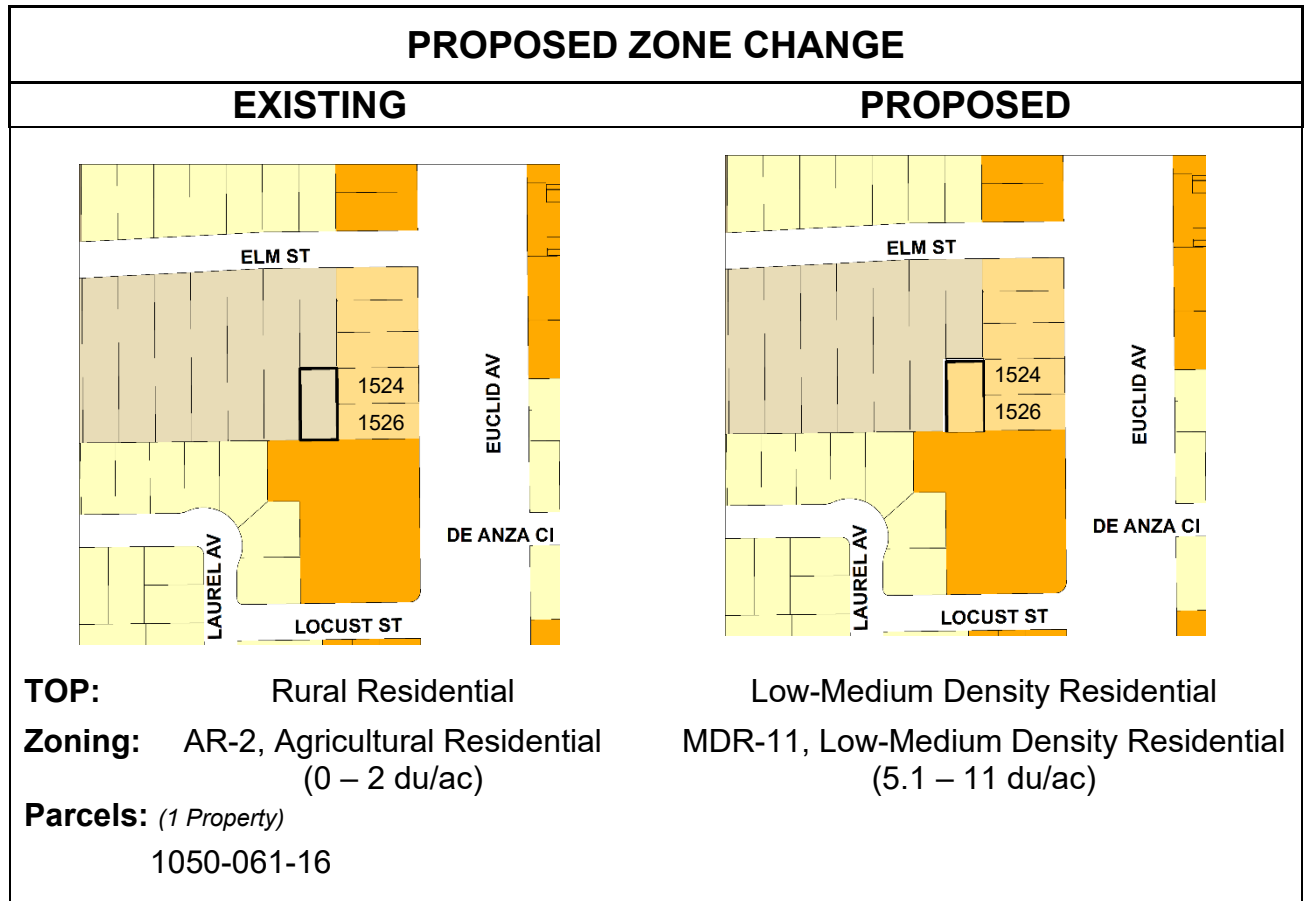 PROPOSED ZONE CHANGE
EXISTING
PROPOSED
ELM ST
1524
1526
EUCLID AV
DE ANZA CI
LAUREL AV
LOCUST ST
ELM ST
1524
1526
EUCLID AV
DE ANZA CI
LAUREL AV
LOCUST ST
TOP: Rural Residential
Low-Medium Density Residential
Zoning: AR-2, Agricultural Residential
(0 – 2 du/ac)
MDR-11, Low-Medium Density Residential
(5.1 – 11 du/ac)
Parcels: (1 Property)
1050-061-16